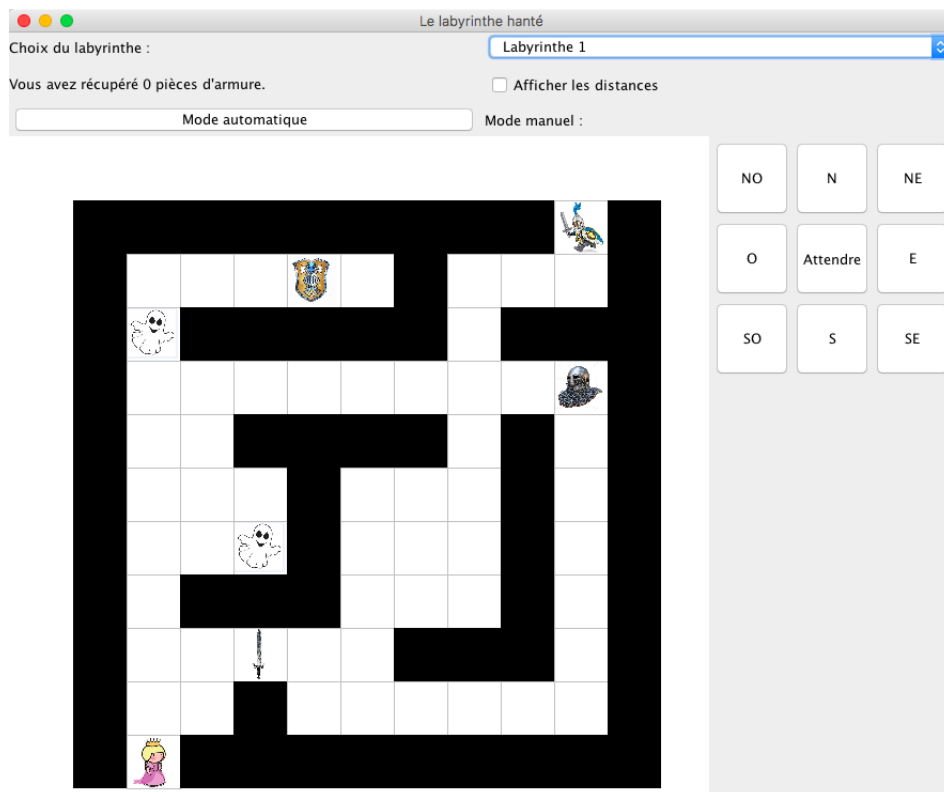 Le labyrinthe hanté
Choix du labyrinthe :
Labyrinthe 1
Vous avez récupéré 0 pièces d'armure.
Afficher les distances
Mode automatique
Mode manuel :
NO
N
NE
O
Attendre
E
SO
S
SE